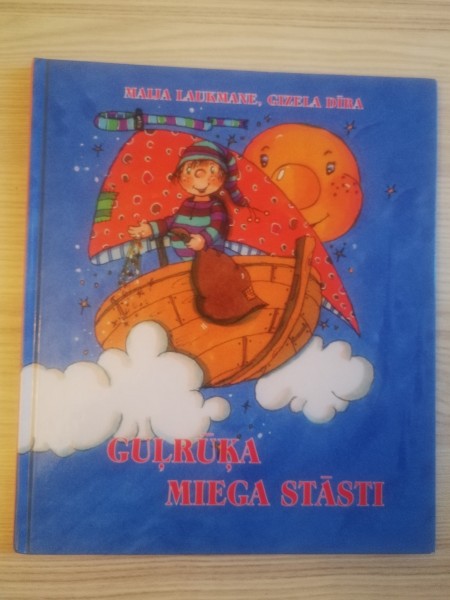 MAIJA LAUKMANE, GIZELA DĪRA
GUĻRŪĶA
MIEGA STĀSTI